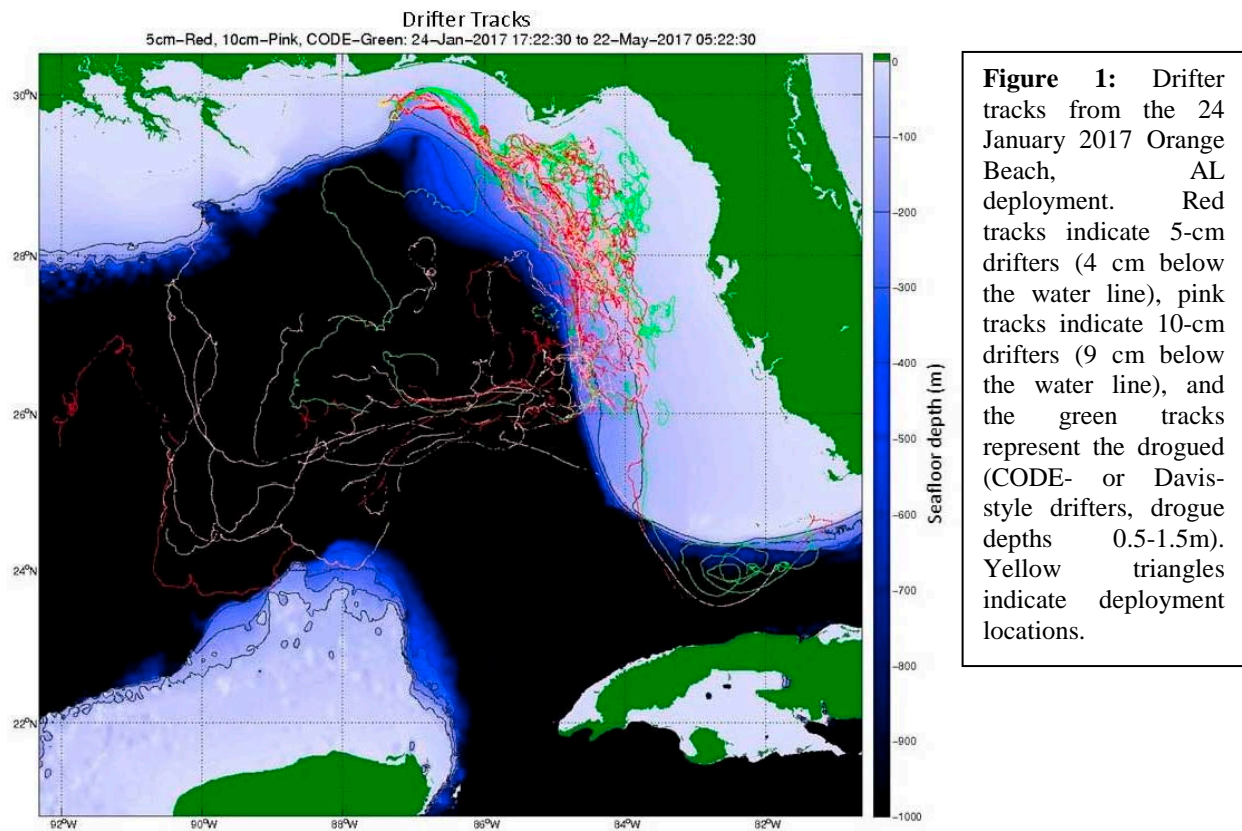 Drifter Tracks
5cm-Red, 10cm-Pink, CODE-Green: 24-Jan-2017 17:22:30 to 22-May-2017 05:22:30
30°N
28°N
26°N
24°N
22°N
92°W
90°W
88°W
86°W
84°W
82°W
0
-100
-200
-300
-400
-500
-600
-700
-800
-900
-1000
Seafloor depth (m)
Figure 1: Drifter
tracks from the 24
January 2017 Orange
Beach, AL
deployment. Red
tracks indicate 5-cm
drifters (4 cm below
the water line), pink
tracks indicate 10-cm
drifters (9 cm below
the water line), and
the green tracks
represent the drogued
(CODE- or Davis-
style drifters, drogue
depths 0.5-1.5m).
Yellow triangles
indicate deployment
locations.